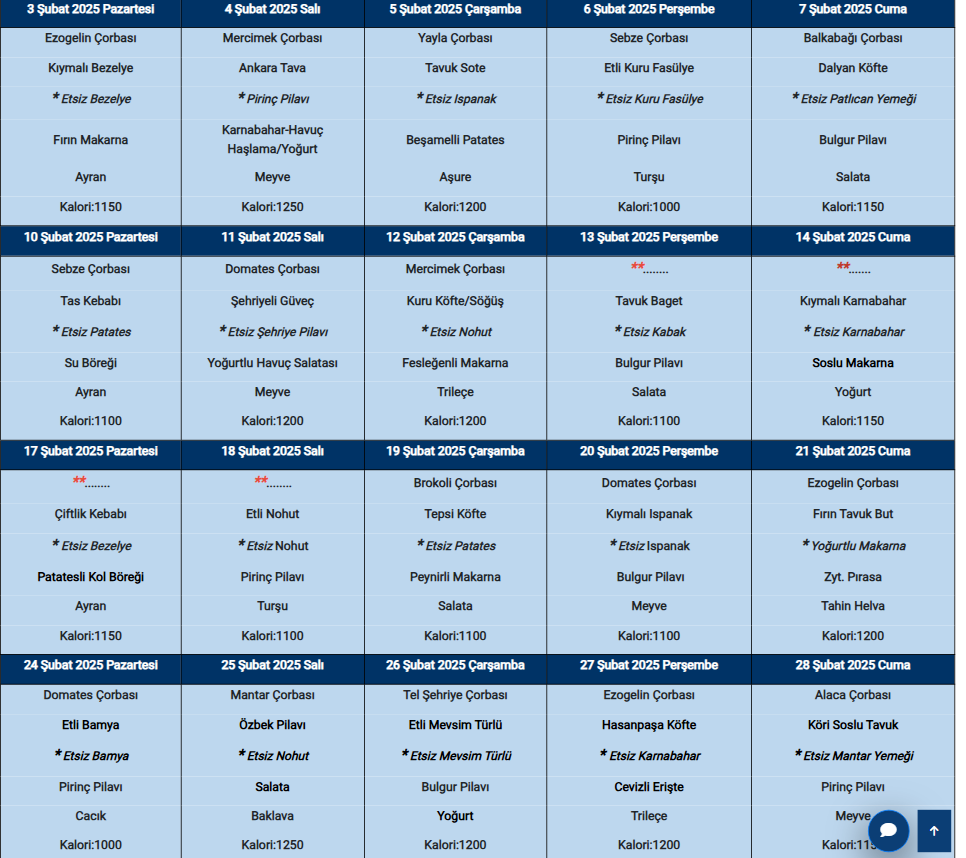 3 Şubat 2025 Pazartesi 4 Şubat 2025 Salı 5 Şubat 2025 Çarşamba 6 Şubat 2025 Perşembe 7 Şubat 2025 Cuma
Ezogelin Çorbası Mercimek Çorbası Yayla Çorbası Sebze Çorbası Balkabağı Çorbası
Kıymalı Bezelye Ankara Tava Tavuk Sote Etli Kuru Fasülye Dalyan Köfte
* Etsiz Bezelye * Pirinç Pilavı * Etsiz Ispanak * Etsiz Kuru Fasülye * Etsiz Patlıcan Yemeği
Fırın Makarna Karnabahar-Havuç Haşlama/Yoğurt Beşamelli Patates Pirinç Pilavı Bulgur Pilavı
Ayran Meyve Aşure Turşu Salata
Kalori:1150 Kalori:1250 Kalori:1200 Kalori:1000 Kalori:1150
10 Şubat 2025 Pazartesi 11 Şubat 2025 Salı 12 Şubat 2025 Çarşamba 13 Şubat 2025 Perşembe 14 Şubat 2025 Cuma
Sebze Çorbası Domates Çorbası Mercimek Çorbası **........ **.......
Tas Kebabı Şehriyeli Güveç Kuru Köfte/Söğüş Tavuk Baget Kıymalı Karnabahar
* Etsiz Patates * Etsiz Şehriye Pilavı * Etsiz Nohut * Etsiz Kabak * Etsiz Karnabahar
Su Böreği Yoğurtlu Havuç Salatası Fesleğenli Makarna Bulgur Pilavı Soslu Makarna
Ayran Meyve Trileçe Salata Yoğurt
Kalori:1100 Kalori:1200 Kalori:1200 Kalori:1100 Kalori:1150
17 Şubat 2025 Pazartesi 18 Şubat 2025 Salı 19 Şubat 2025 Çarşamba 20 Şubat 2025 Perşembe 21 Şubat 2025 Cuma
**........ **........ Brokoli Çorbası Domates Çorbası Ezogelin Çorbası
Çiftlik Kebabı Etli Nohut Tepsi Köfte Kıymalı Ispanak Fırın Tavuk But
* Etsiz Bezelye * Etsiz Nohut * Etsiz Patates * Etsiz Ispanak * Yoğurtlu Makarna
Patatesli Kol Böreği Pirinç Pilavı Peynirli Makarna Bulgur Pilavı Zyt. Pırasa
Ayran Turşu Salata Meyve Tahin Helva
Kalori:1150 Kalori:1100 Kalori:1100 Kalori:1100 Kalori:1200
24 Şubat 2025 Pazartesi 25 Şubat 2025 Salı 26 Şubat 2025 Çarşamba 27 Şubat 2025 Perşembe 28 Şubat 2025 Cuma
Domates Çorbası Mantar Çorbası Tel Şehriye Çorbası Ezogelin Çorbası Alaca Çorbası
Etli Bamya Özbek Pilavı Etli Mevsim Türlü Hasanpaşa Köfte Köri Soslu Tavuk
* Etsiz Bamya * Etsiz Nohut * Etsiz Mevsim Türlü * Etsiz Karnabahar * Etsiz Mantar Yemeği
Pirinç Pilavı Salata Bulgur Pilavı Cevizli Erişte Pirinç Pilavı
Cacık Baklava Yoğurt Trileçe Meyve
Kalori:1000 Kalori:1250 Kalori:1200 Kalori:1200